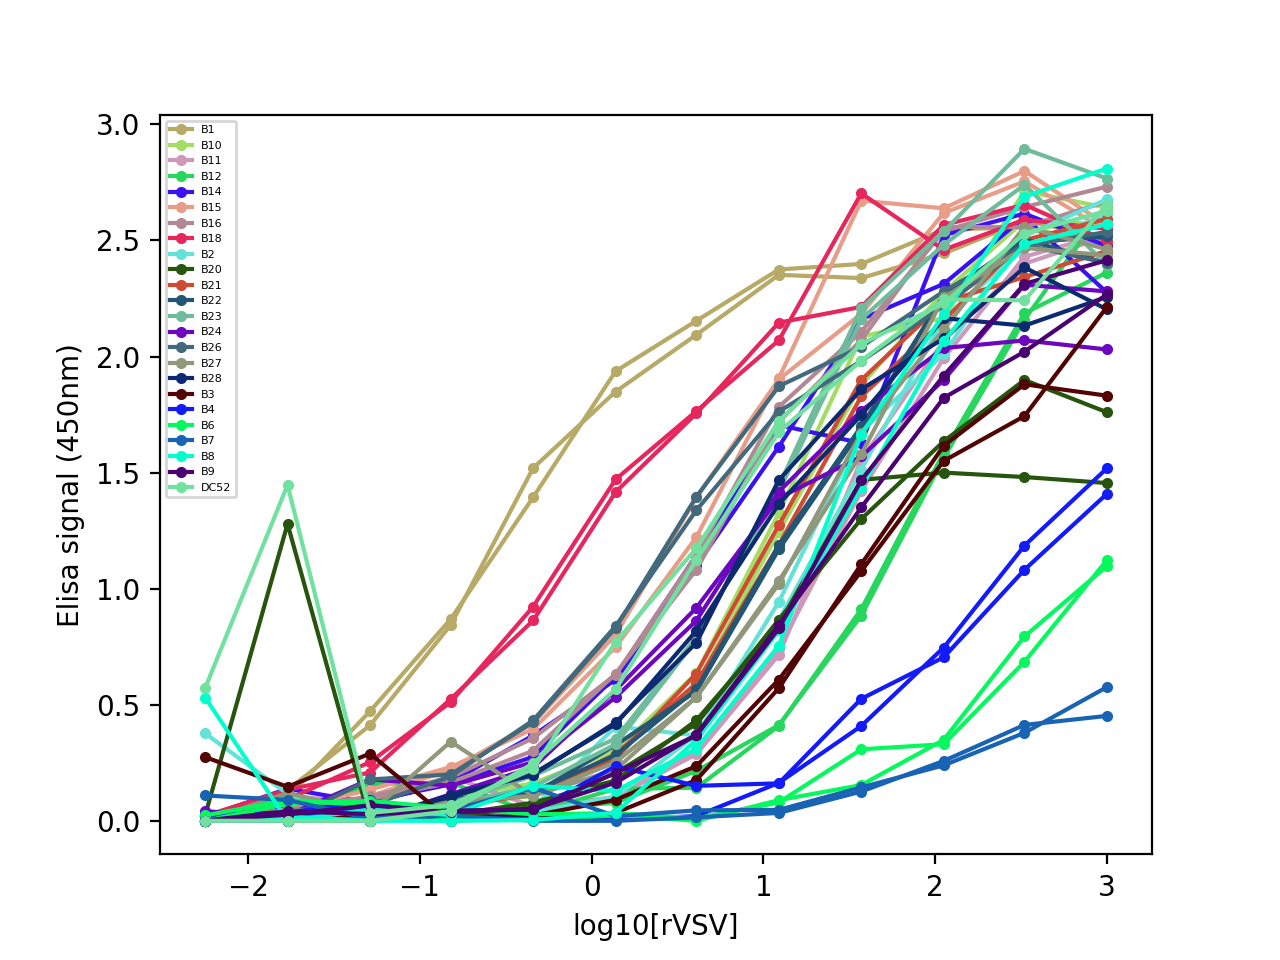 3.0
2.5
2.0
1.5
1.0
0.5
0.0
Elisa signal (450nm)
B1
B10
B11
B12
B14
B15
B16
B18
B2
B20
B21
B22
B23
B24
B26
B27
B28
B3
B4
B6
B7
B8
B9
DC52
−2 −1 0 1 2 3
log10[rVSV]